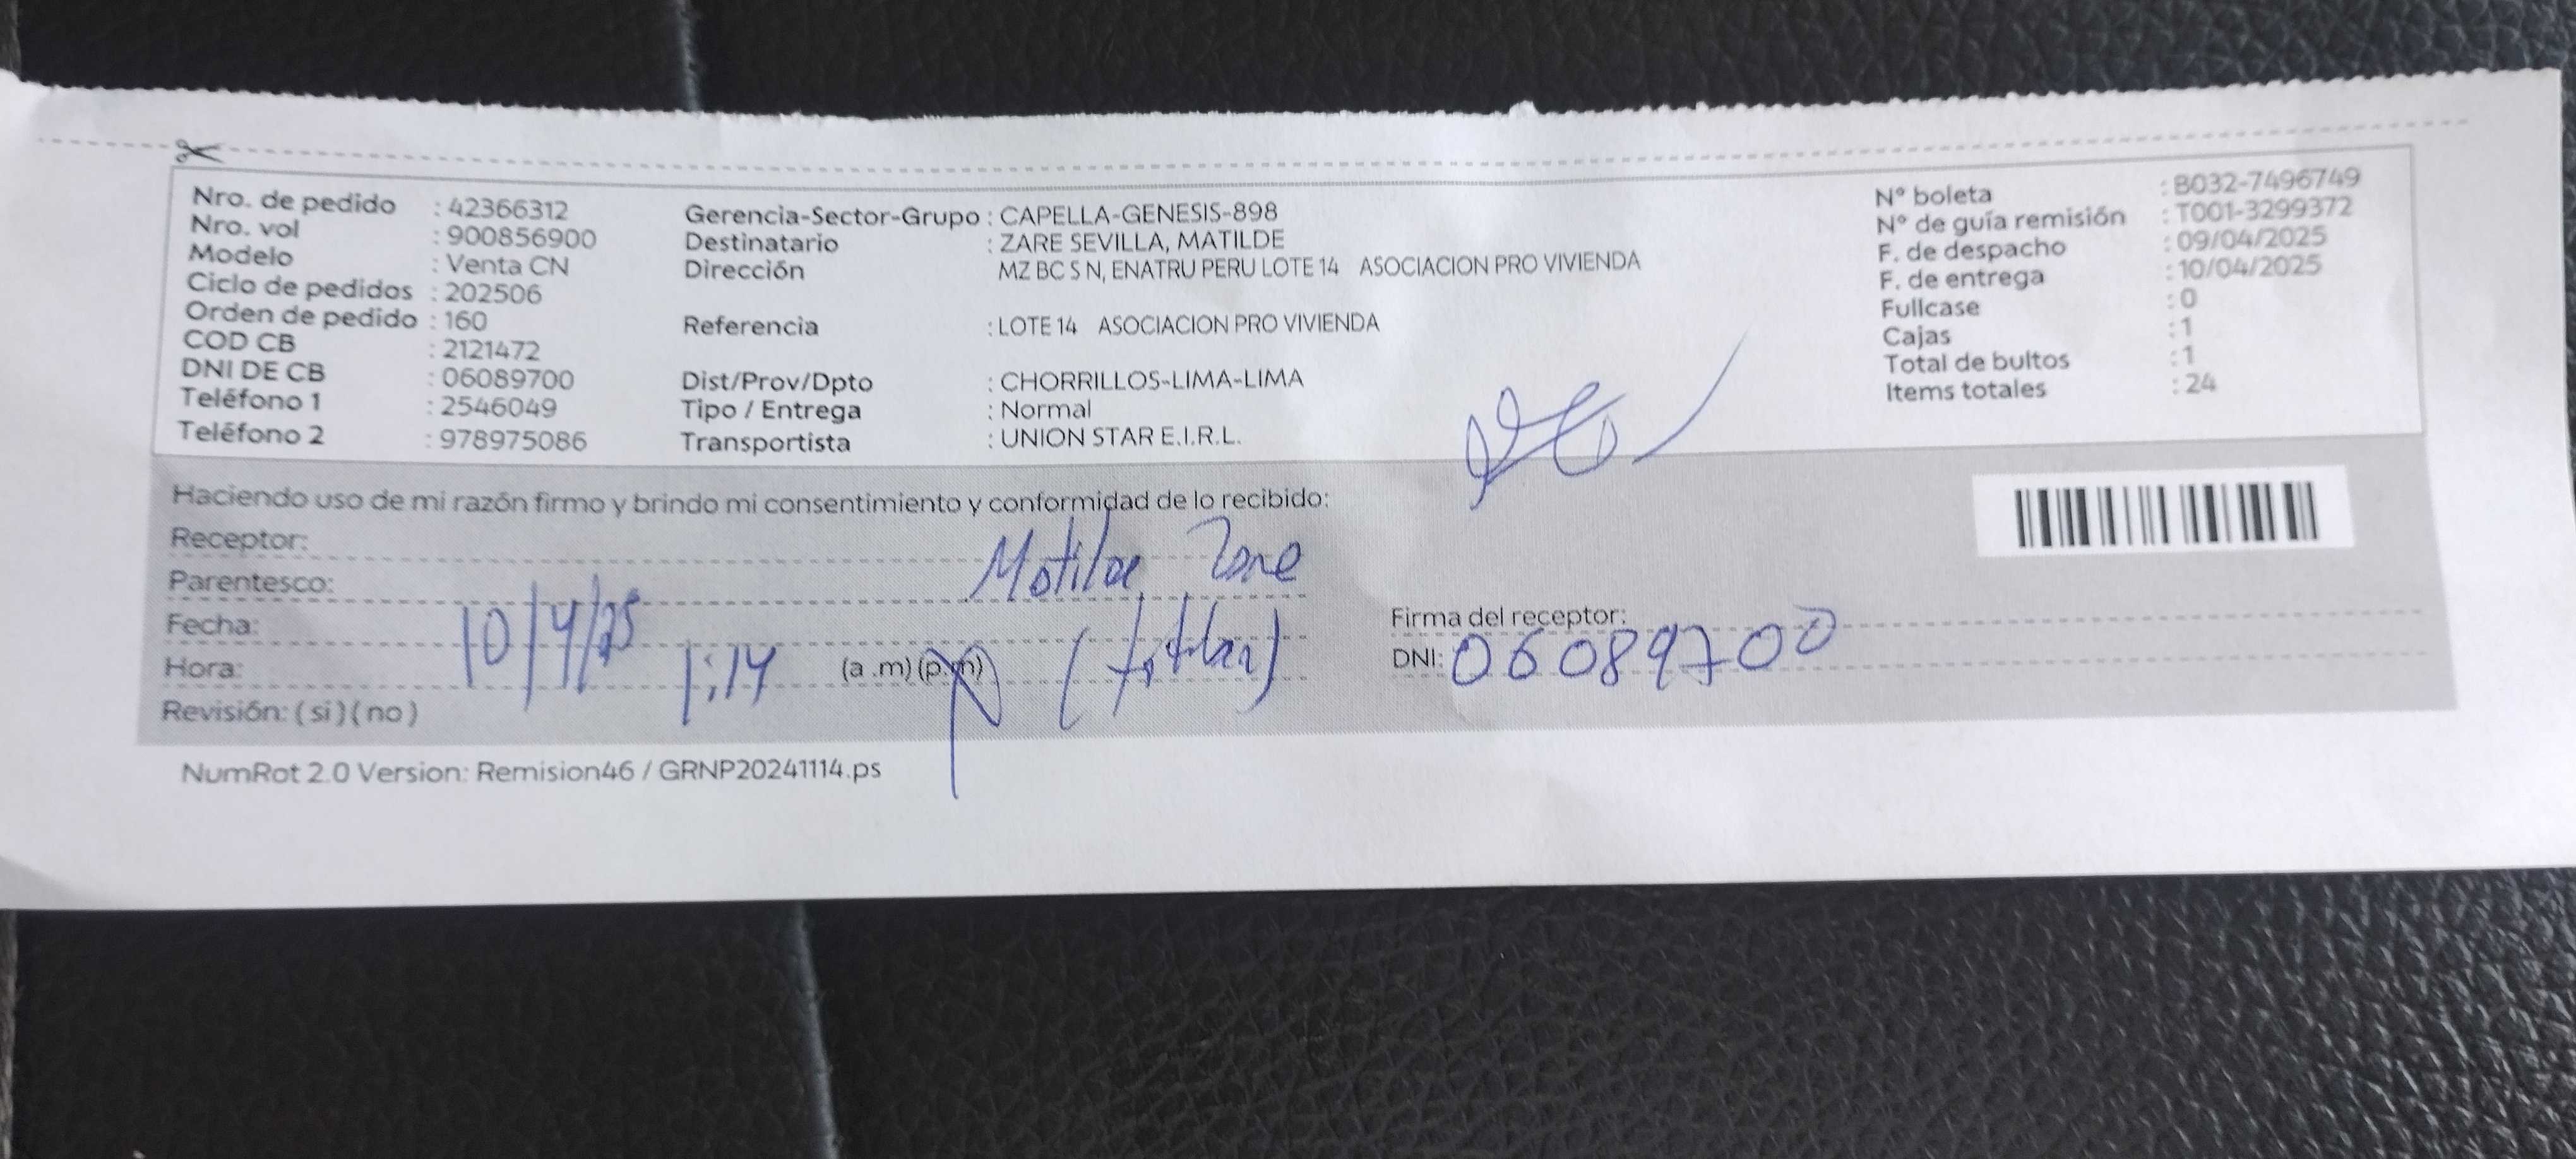 Nro. de pedido : 42366312
Nro. vol : 900856900
Modelo : Venta CN
Ciclo de pedidos : 202506
Orden de pedido : 160
COD CB : 2121472
DNI DE CB : 06089700
Teléfono 1 : 2546049
Teléfono 2 : 978975086
Gerencia-Sector-Grupo : CAPELLA-GENESIS-898
Destinatario : ZARE SEVILLA, MATILDE
Dirección MZ BC S N, ENATRU PERU LOTE 14 ASOCIACION PRO VIVIENDA
Referencia : LOTE 14 ASOCIACION PRO VIVIENDA
Dist/Prov/Dpto : CHORRILLOS-LIMA-LIMA
Tipo / Entrega : Normal
Transportista : UNION STAR E.I.R.L.
N° boleta : B032-7496749
N° de guía remisión : T001-3299372
F. de despacho : 09/04/2025
F. de entrega : 10/04/2025
Fullcase : 0
Cajas : 1
Total de bultos : 1
Items totales : 24
Haciendo uso de mi razón firmo y brindo mi consentimiento y conformidad de lo recibido:
Receptor: Matilde Zare
Parentesco: (titular)
Fecha: 10/4/25
Hora: 1:14 (a .m) (p.m)
Revisión: ( si ) ( no )
Firma del receptor:
DNI: 06089700
NumRot 2.0 Version: Remision46 / GRNP20241114.ps